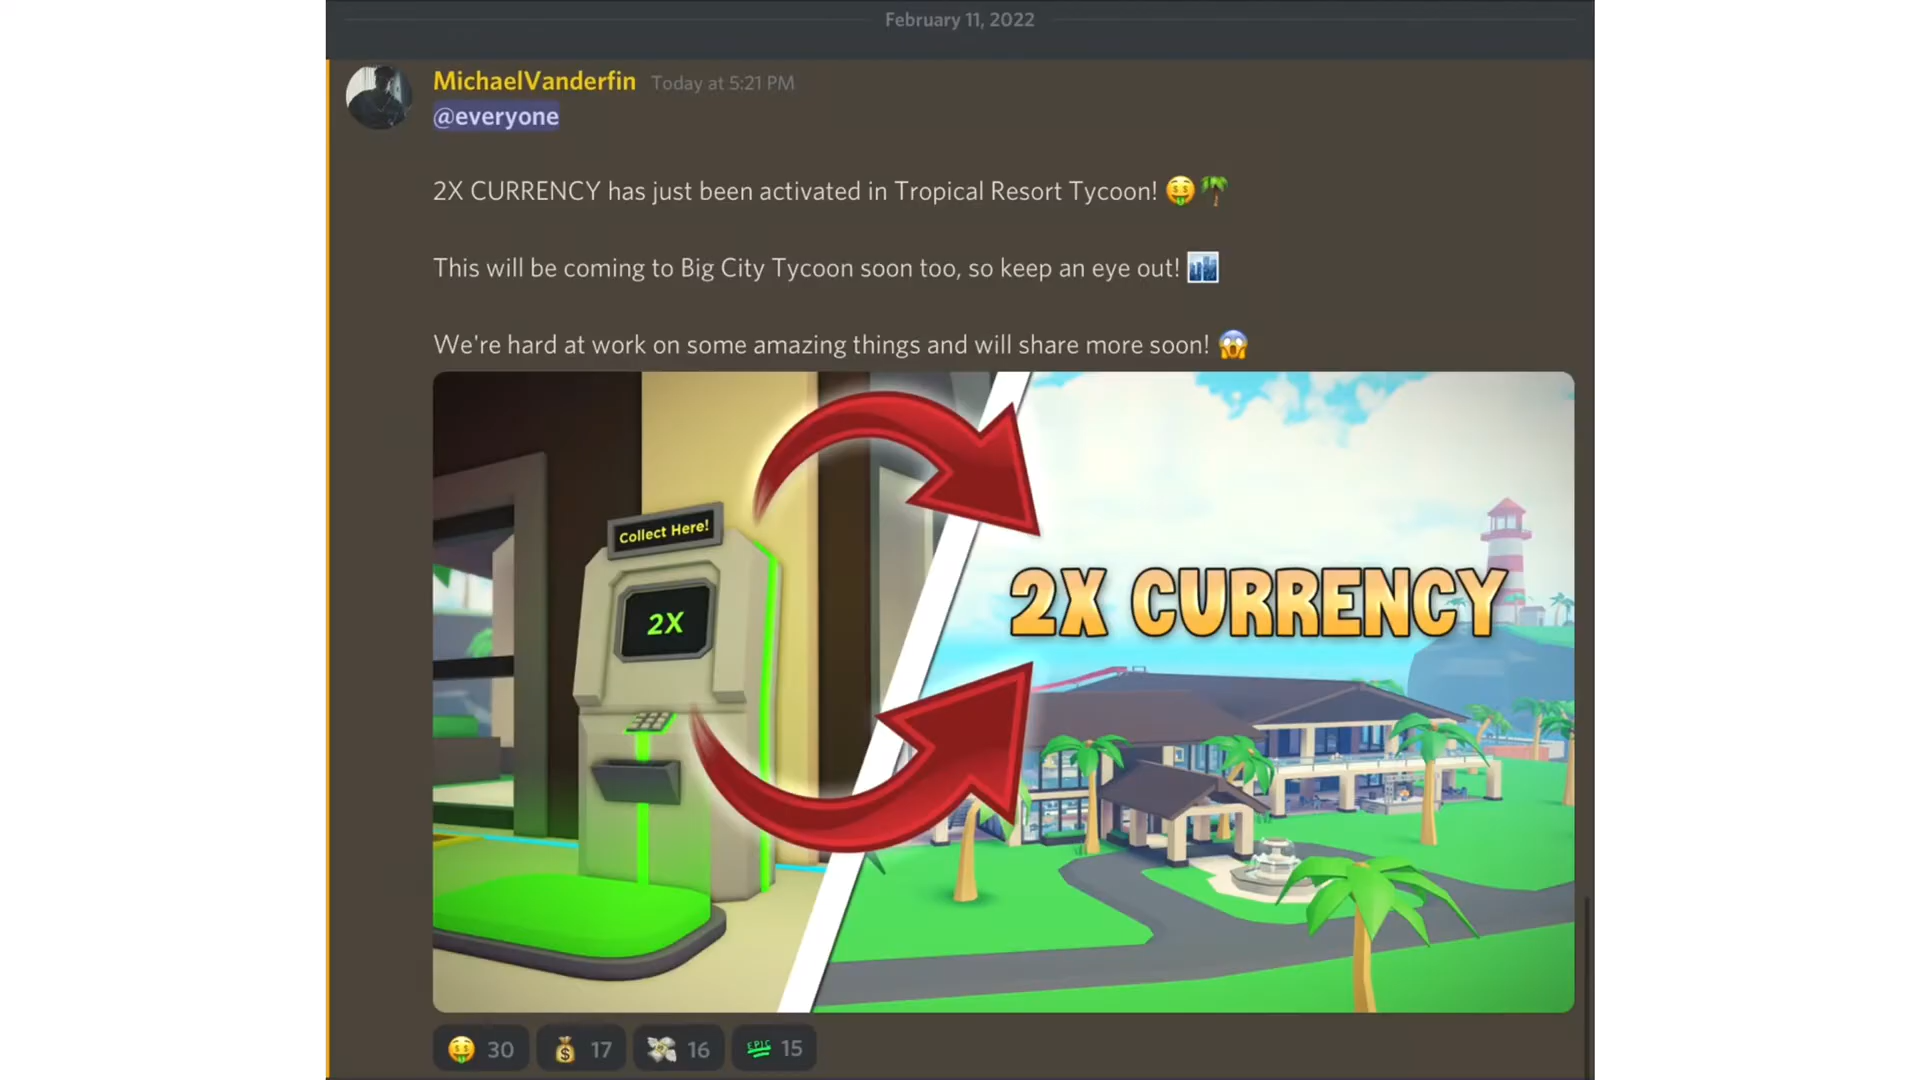 February 11, 2022
MichaelVanderfin Today at 5:21 PM
@everyone
2X CURRENCY has just been activated in Tropical Resort Tycoon! 🤑🌴
This will be coming to Big City Tycoon soon too, so keep an eye out! 🏙️
We're hard at work on some amazing things and will share more soon! 😱
Collect Here!
2X
2X CURRENCY
30 17 16 EPIC 15